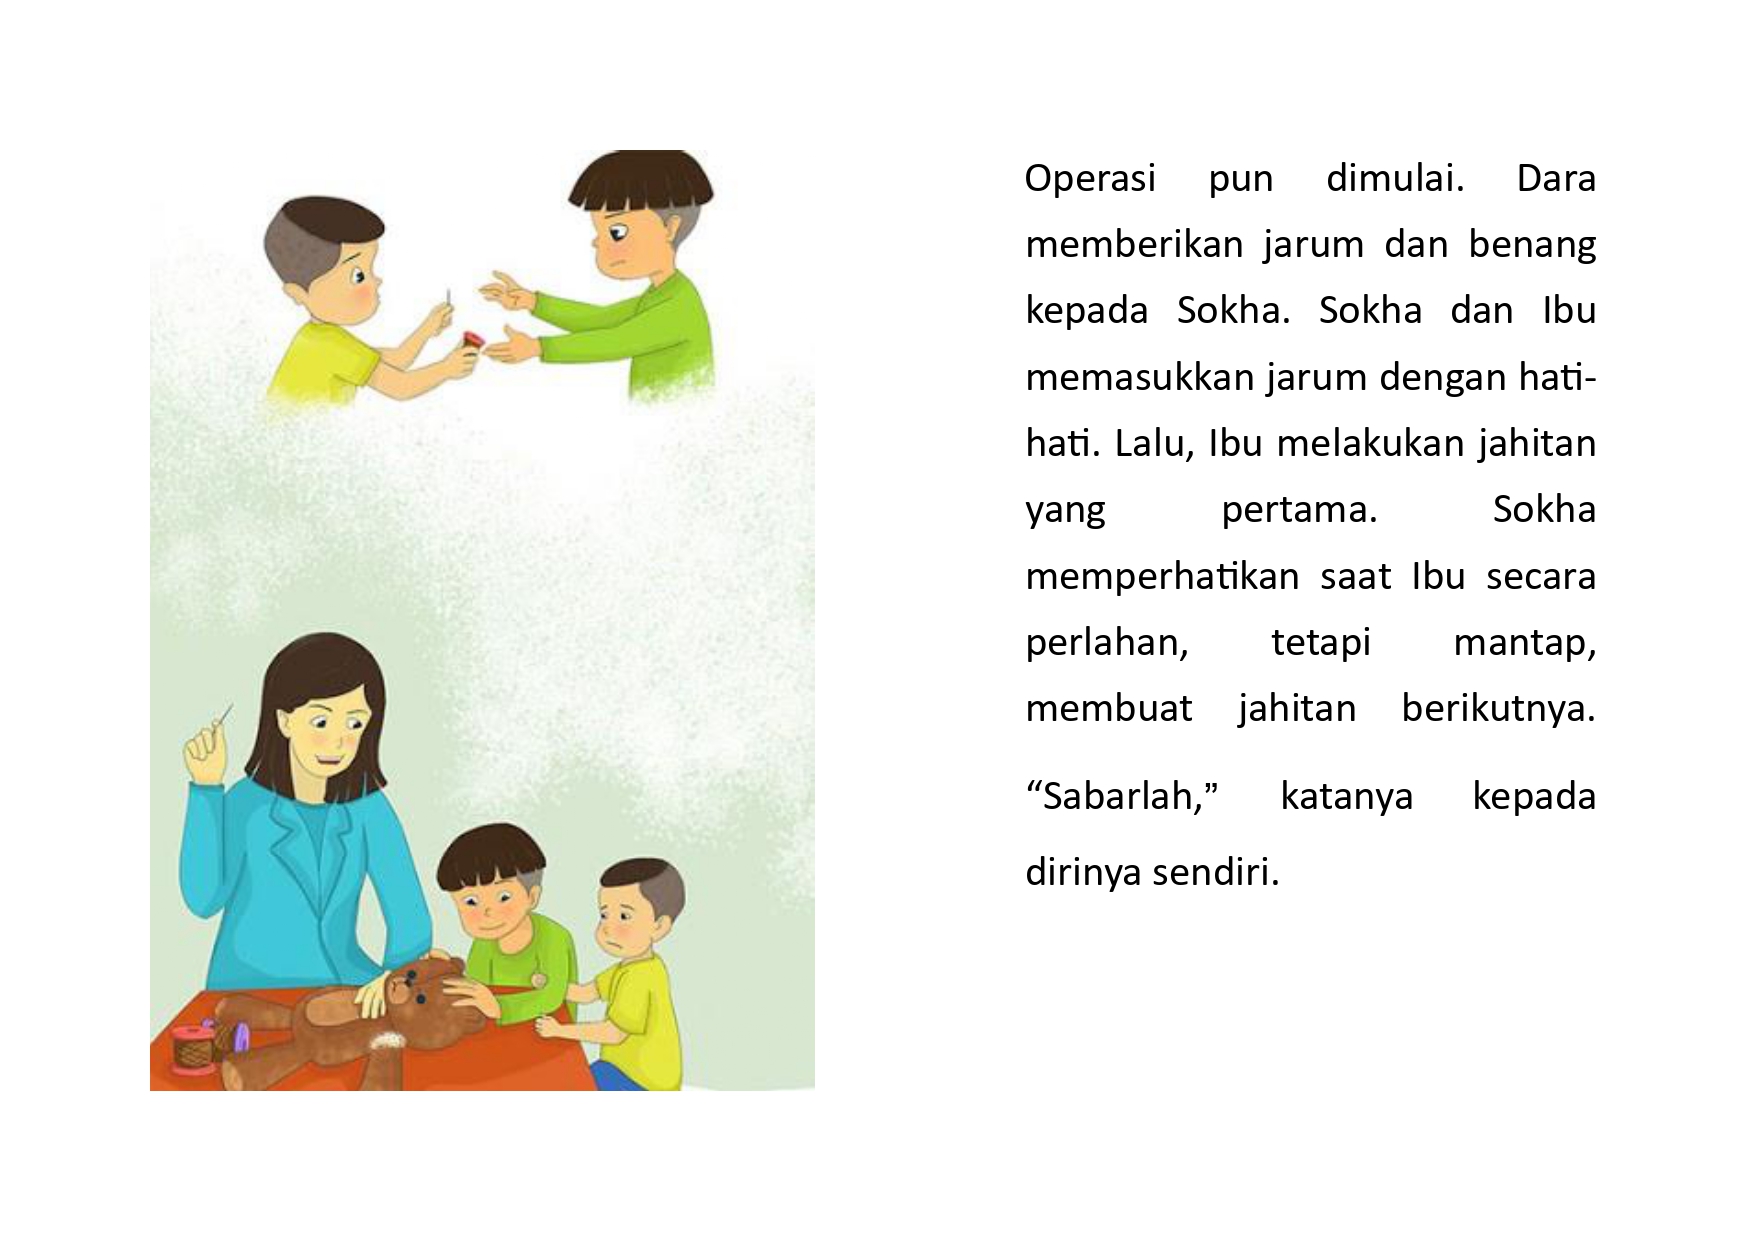 Operasi pun dimulai. Dara
memberikan jarum dan benang
kepada Sokha. Sokha dan Ibu
memasukkan jarum dengan hati-
hati. Lalu, Ibu melakukan jahitan
yang pertama. Sokha
memperhatikan saat Ibu secara
perlahan, tetapi mantap,
membuat jahitan berikutnya.
“Sabarlah,” katanya kepada
dirinya sendiri.